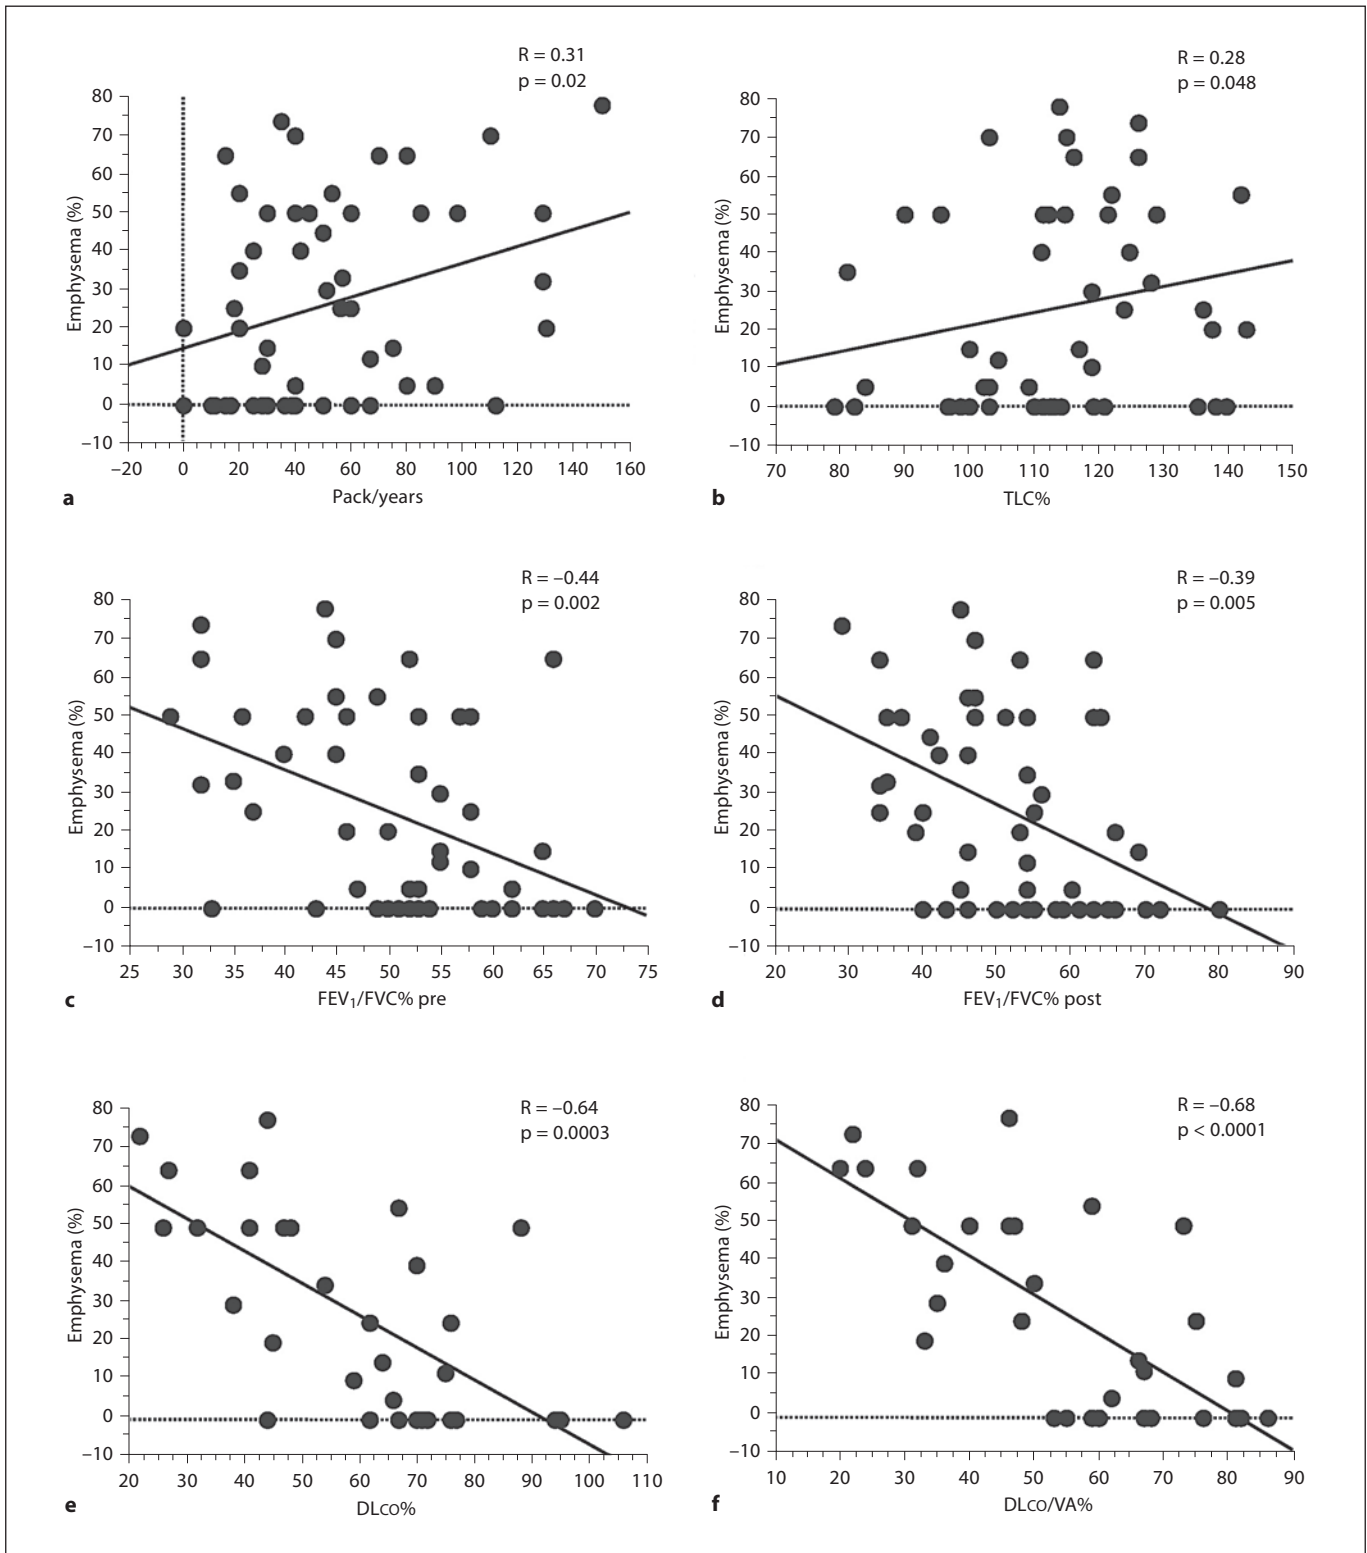 R = 0.31
p = 0.02
80
70
60
50
40
30
20
10
0
–10
Emphysema (%)
–20 0 20 40 60 80 100 120 140 160
Pack/years
a
R = 0.28
p = 0.048
80
70
60
50
40
30
20
10
0
–10
Emphysema (%)
70 80 90 100 110 120 130 140 150
TLC%
b
R = –0.44
p = 0.002
80
70
60
50
40
30
20
10
0
–10
Emphysema (%)
25 30 35 40 45 50 55 60 65 70 75
FEV1/FVC% pre
c
R = –0.39
p = 0.005
80
70
60
50
40
30
20
10
0
–10
Emphysema (%)
20 30 40 50 60 70 80 90
FEV1/FVC% post
d
R = –0.64
p = 0.0003
80
70
60
50
40
30
20
10
0
–10
Emphysema (%)
20 30 40 50 60 70 80 90 100 110
DLCO%
e
R = –0.68
p < 0.0001
80
70
60
50
40
30
20
10
0
–10
Emphysema (%)
10 20 30 40 50 60 70 80 90
DLCO/VA%
f